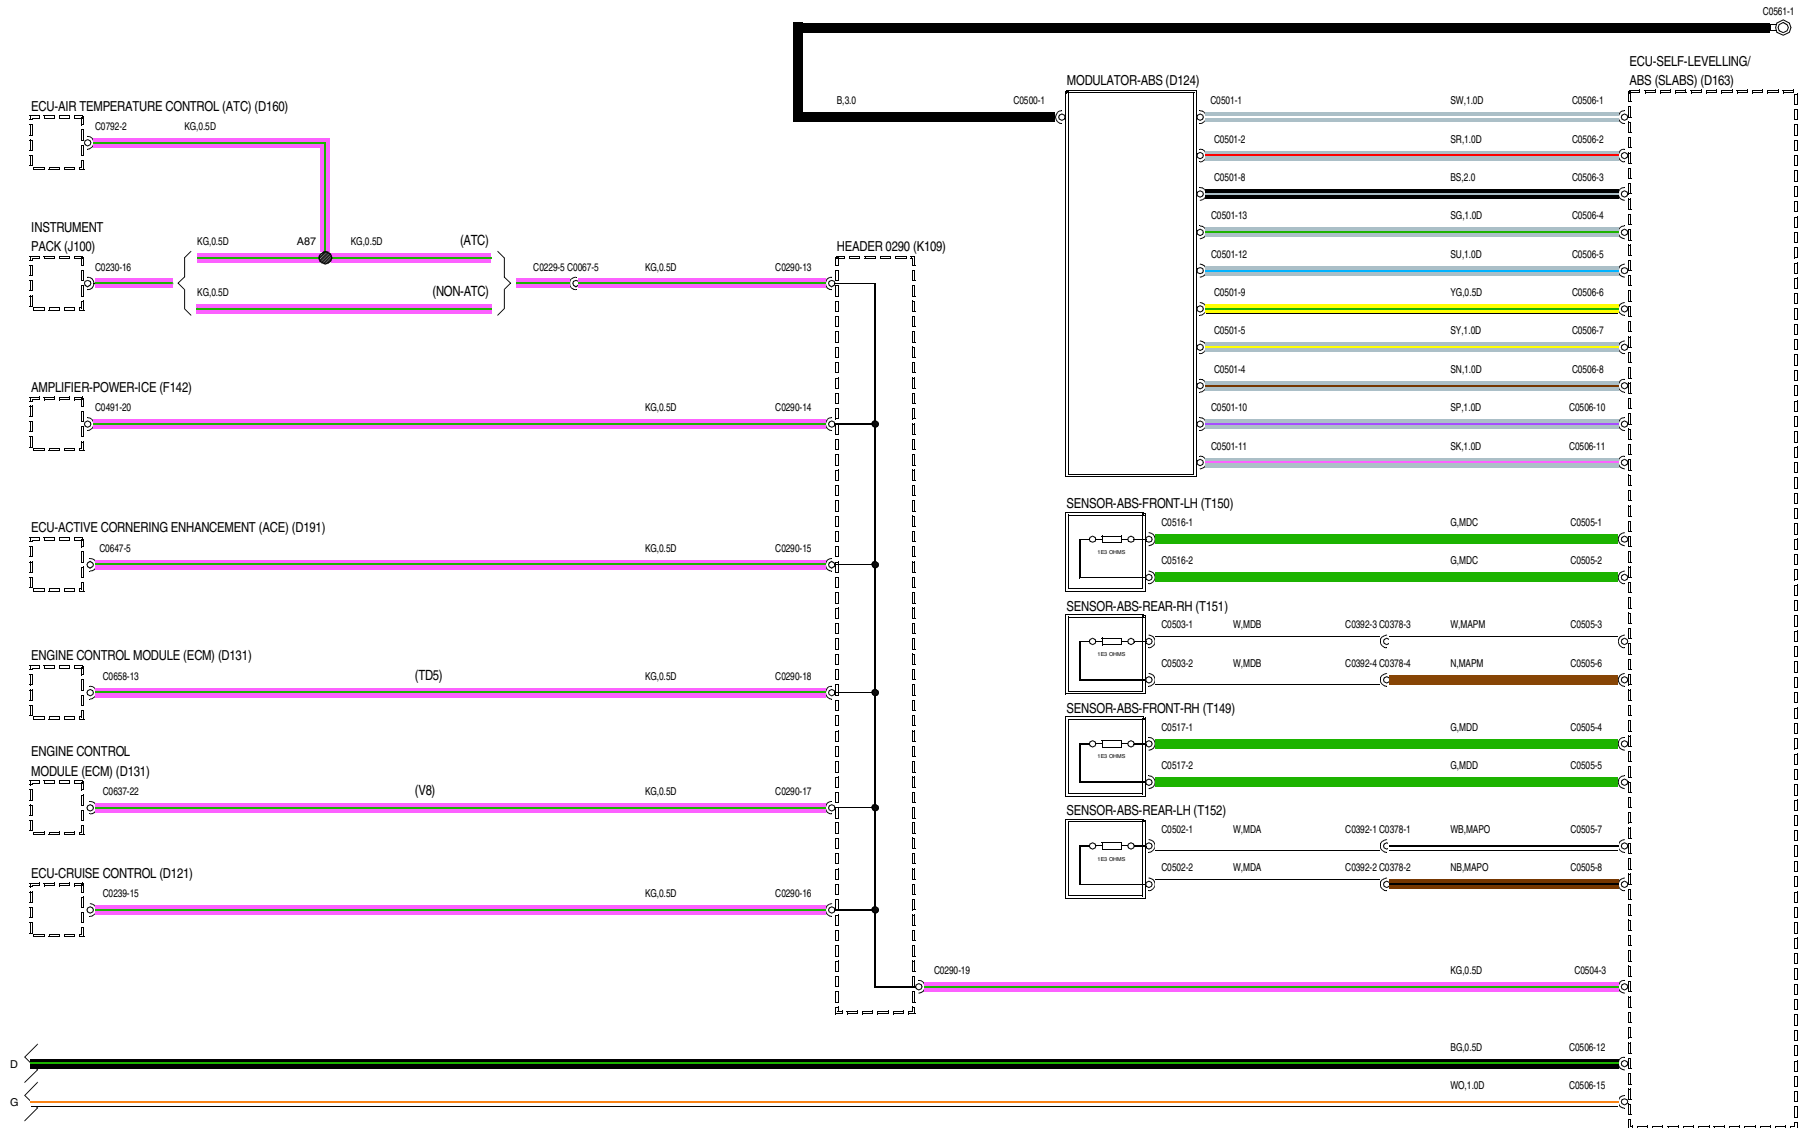 C0561-1
ECU-SELF-LEVELLING/
ABS (SLABS) (D163)
MODULATOR-ABS (D124)
B,3.0 C0500-1
C0501-1 SW,1.0D C0506-1
C0501-2 SR,1.0D C0506-2
C0501-8 BS,2.0 C0506-3
C0501-13 SG,1.0D C0506-4
C0501-12 SU,1.0D C0506-5
C0501-9 YG,0.5D C0506-6
C0501-5 SY,1.0D C0506-7
C0501-4 SN,1.0D C0506-8
C0501-10 SP,1.0D C0506-10
C0501-11 SK,1.0D C0506-11
ECU-AIR TEMPERATURE CONTROL (ATC) (D160)
C0792-2 KG,0.5D
INSTRUMENT
PACK (J100)
C0230-16
KG,0.5D A87 KG,0.5D (ATC)
KG,0.5D (NON-ATC)
C0229-5 C0067-5 KG,0.5D C0290-13
HEADER 0290 (K109)
AMPLIFIER-POWER-ICE (F142)
C0491-20 KG,0.5D C0290-14
ECU-ACTIVE CORNERING ENHANCEMENT (ACE) (D191)
C0647-5 KG,0.5D C0290-15
ENGINE CONTROL MODULE (ECM) (D131)
C0658-13 (TD5) KG,0.5D C0290-18
ENGINE CONTROL
MODULE (ECM) (D131)
C0637-22 (V8) KG,0.5D C0290-17
ECU-CRUISE CONTROL (D121)
C0239-15 KG,0.5D C0290-16
SENSOR-ABS-FRONT-LH (T150)
C0516-1 G,MDC C0505-1
1E3 OHMS
C0516-2 G,MDC C0505-2
SENSOR-ABS-REAR-RH (T151)
C0503-1 W,MDB C0392-3 C0378-3 W,MAPM C0505-3
1E3 OHMS
C0503-2 W,MDB C0392-4 C0378-4 N,MAPM C0505-6
SENSOR-ABS-FRONT-RH (T149)
C0517-1 G,MDD C0505-4
1E3 OHMS
C0517-2 G,MDD C0505-5
SENSOR-ABS-REAR-LH (T152)
C0502-1 W,MDA C0392-1 C0378-1 WB,MAPO C0505-7
1E3 OHMS
C0502-2 W,MDA C0392-2 C0378-2 NB,MAPO C0505-8
C0290-19 KG,0.5D C0504-3
D BG,0.5D C0506-12
G WO,1.0D C0506-15